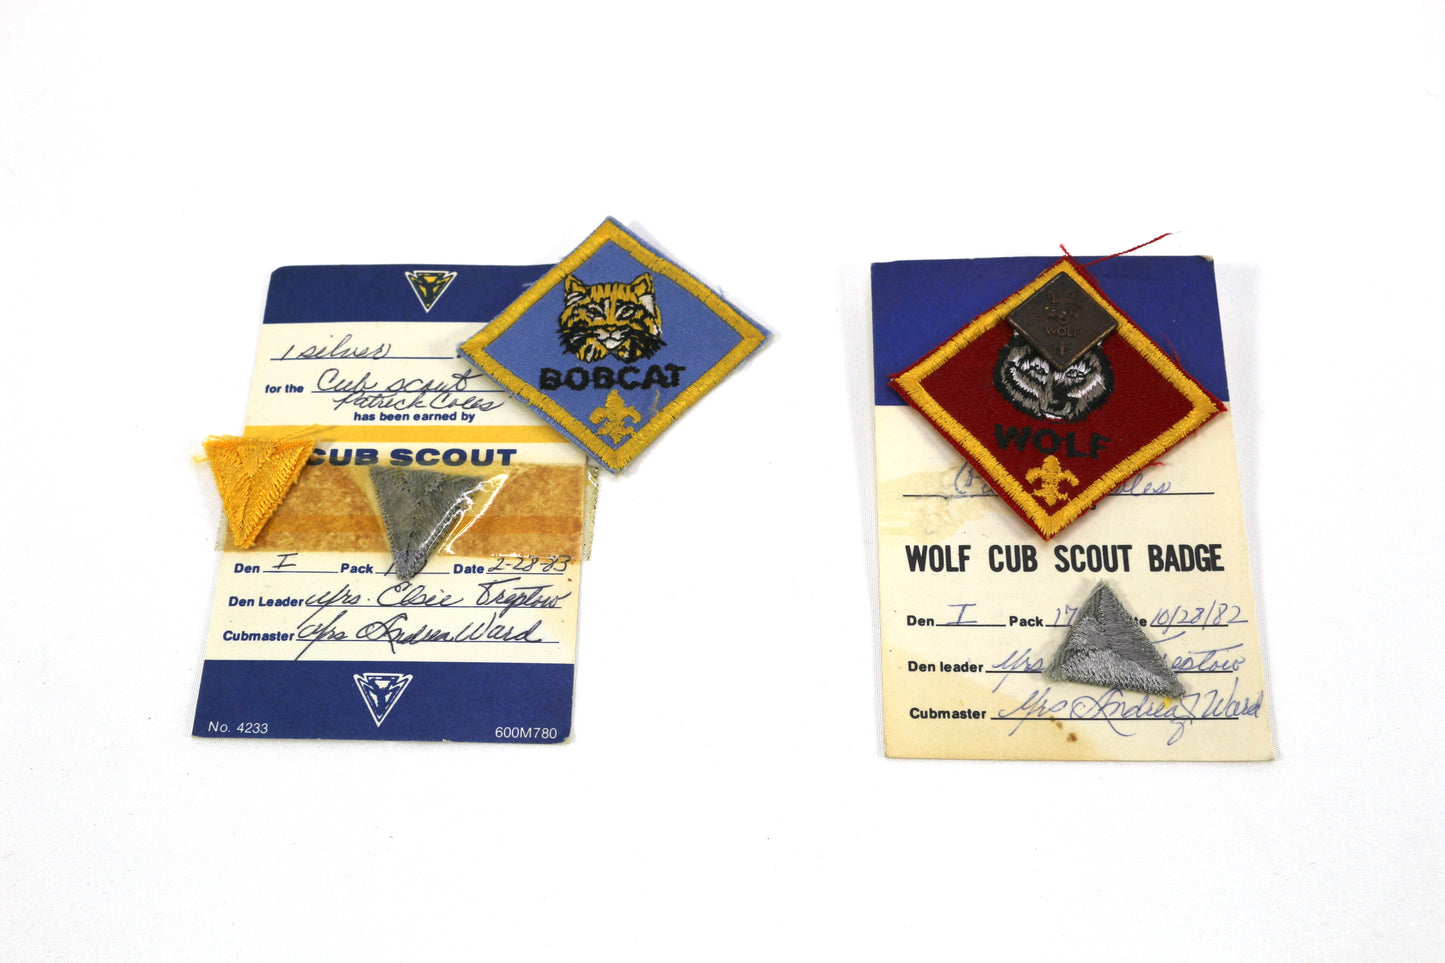 1 silver
for the Cub scout
Patrick Coles
has been earned by
CUB SCOUT
Den I Pack Date 2-28-83
Den Leader Mrs. Elsie Treptow
Cubmaster Mrs Andrea Ward
No. 4233 600M780
BOBCAT
WOLF
WOLF
WOLF CUB SCOUT BADGE
Den I Pack 17 10/28/82
Den leader Mrs
Cubmaster Mrs Andrea J Ward